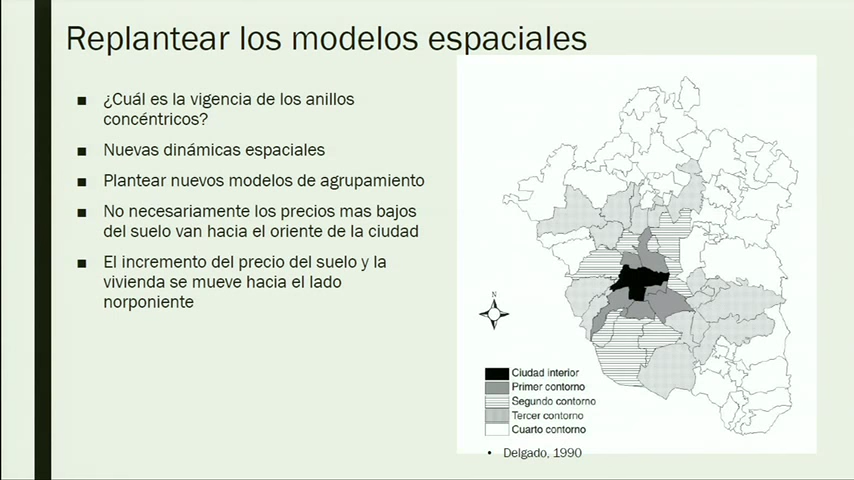 Replantear los modelos espaciales
¿Cuál es la vigencia de los anillos
concéntricos?
Nuevas dinámicas espaciales
Plantear nuevos modelos de agrupamiento
No necesariamente los precios mas bajos
del suelo van hacia el oriente de la ciudad
El incremento del precio del suelo y la
vivienda se mueve hacia el lado
norponiente
N
Ciudad interior
Primer contorno
Segundo contorno
Tercer contorno
Cuarto contorno
Delgado, 1990